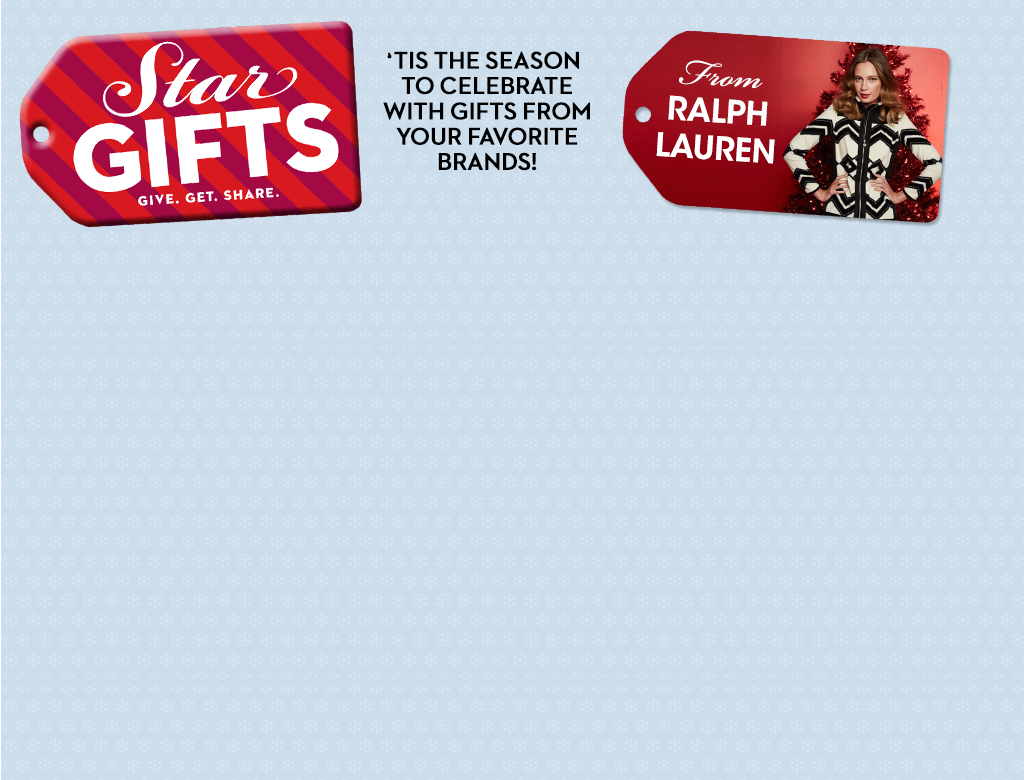 Star
GIFTS
GIVE. GET. SHARE.
‘TIS THE SEASON
TO CELEBRATE
WITH GIFTS FROM
YOUR FAVORITE
BRANDS!
From
RALPH
LAUREN